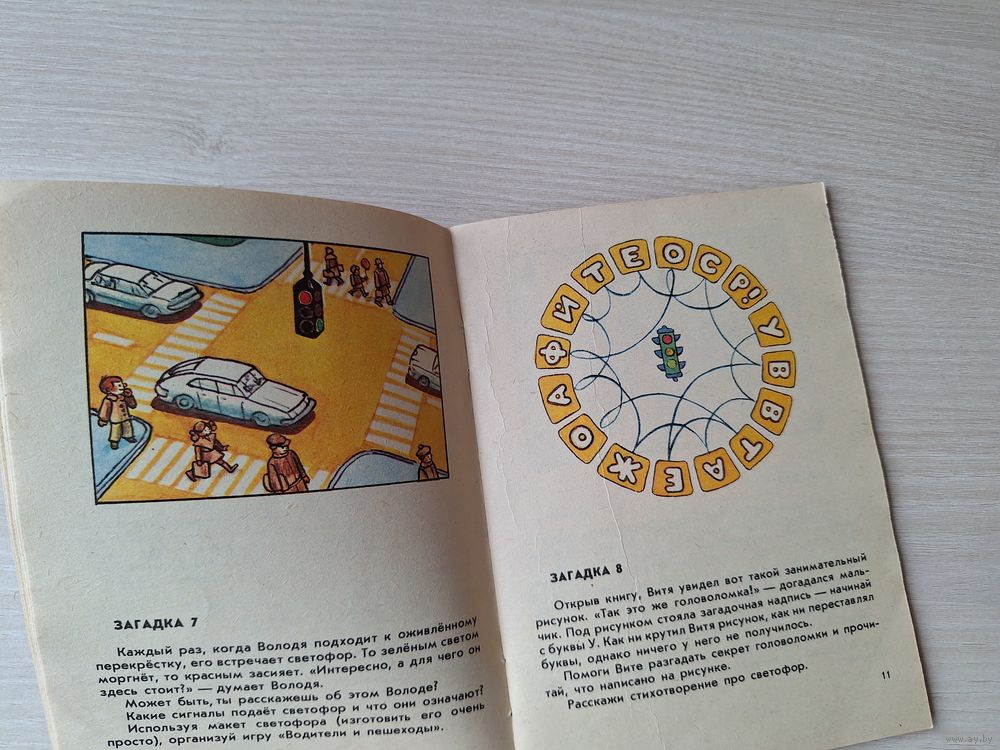 ЗАГАДКА 7
Каждый раз, когда Володя подходит к оживлённому
перекрёстку, его встречает светофор. То зелёным светом
моргнёт, то красным засияет. «Интересно, а для чего он
здесь стоит?» — думает Володя.
Может быть, ты расскажешь об этом Володе?
Какие сигналы подаёт светофор и что они означают?
Используя макет светофора (изготовить его очень
просто), организуй игру «Водители и пешеходы».
Й Т Е О С Р! У В В Т А Е Ж О А Ф
ЗАГАДКА 8
Открыв книгу, Витя увидел вот такой занимательный
рисунок. «Так это же головоломка!» — догадался маль-
чик. Под рисунком стояла загадочная надпись — начинай
с буквы У. Как ни крутил Витя рисунок, как ни переставлял
буквы, однако ничего у него не получилось.
Помоги Вите разгадать секрет головоломки и прочи-
тай, что написано на рисунке.
Расскажи стихотворение про светофор.
11
www.ay.by